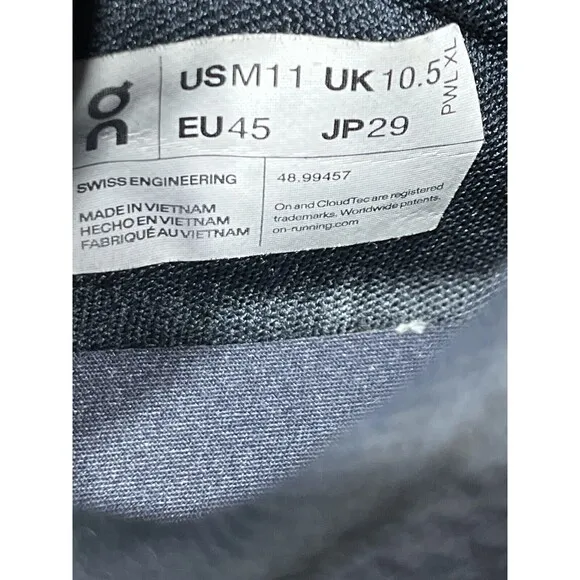 on
USM11 UK10.5
EU45 JP29
PWL XL
SWISS ENGINEERING
48.99457
MADE IN VIETNAM
HECHO EN VIETNAM
FABRIQUÉ AU VIETNAM
On and CloudTec are registered
trademarks. Worldwide patents.
on-running.com